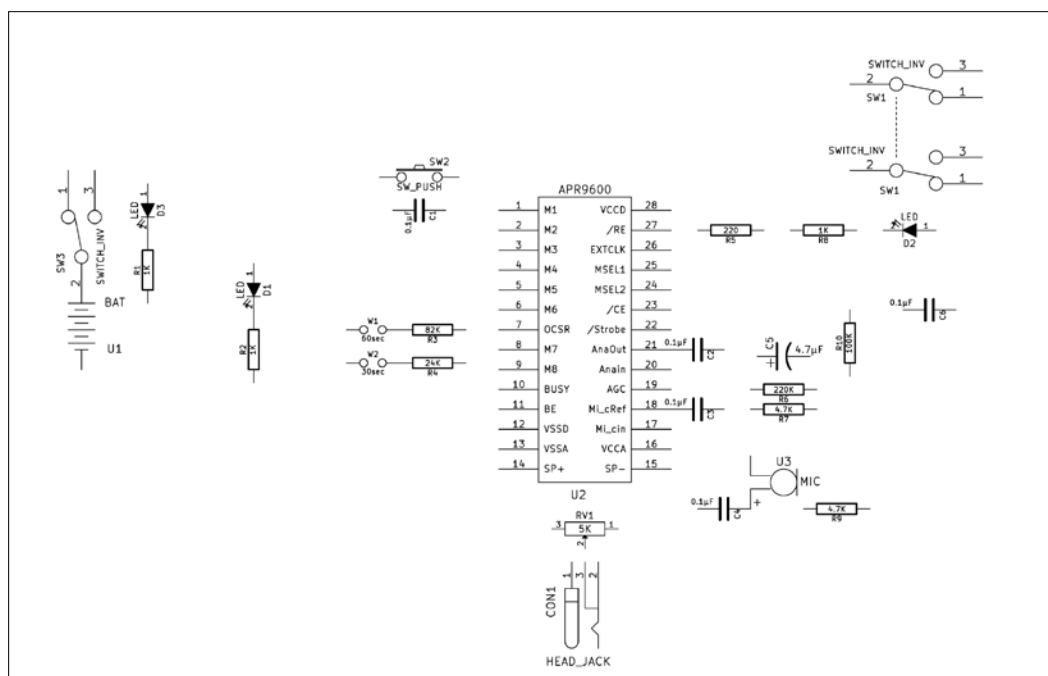 SWITCH_INV
3
2
1
SW1
SWITCH_INV
3
2
1
SW1
1
3
SW3
SWITCH_INV
2
BAT
U1
1
LED
D3
2
R1
1K
1
LED
D1
2
R2
1K
SW2
SW_PUSH
0.1µF
C1
W1
60sec
82K
R3
W2
30sec
24K
R4
APR9600
1 M1 VCCD 28
2 M2 /RE 27
3 M3 EXTCLK 26
4 M4 MSEL1 25
5 M5 MSEL2 24
6 M6 /CE 23
7 OCSR /Strobe 22
8 M7 AnaOut 21
9 M8 Anain 20
10 BUSY AGC 19
11 BE Mi_cRef 18
12 VSSD Mi_cin 17
13 VSSA VCCA 16
14 SP+ SP- 15
U2
220
R5
1K
R8
LED
2 1
D2
0.1µF
C6
0.1µF
C2
C5
4.7µF
+
R10
100K
220K
R6
4.7K
R7
0.1µF
C3
U3
MIC
0.1µF
C4
+
4.7K
R9
RV1
3 5K 1
2
1
3
2
CON1
HEAD_JACK